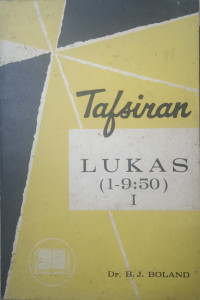 Tafsiran
LUKAS
(1-9:50)
I
Dr. B. J. BOLAND